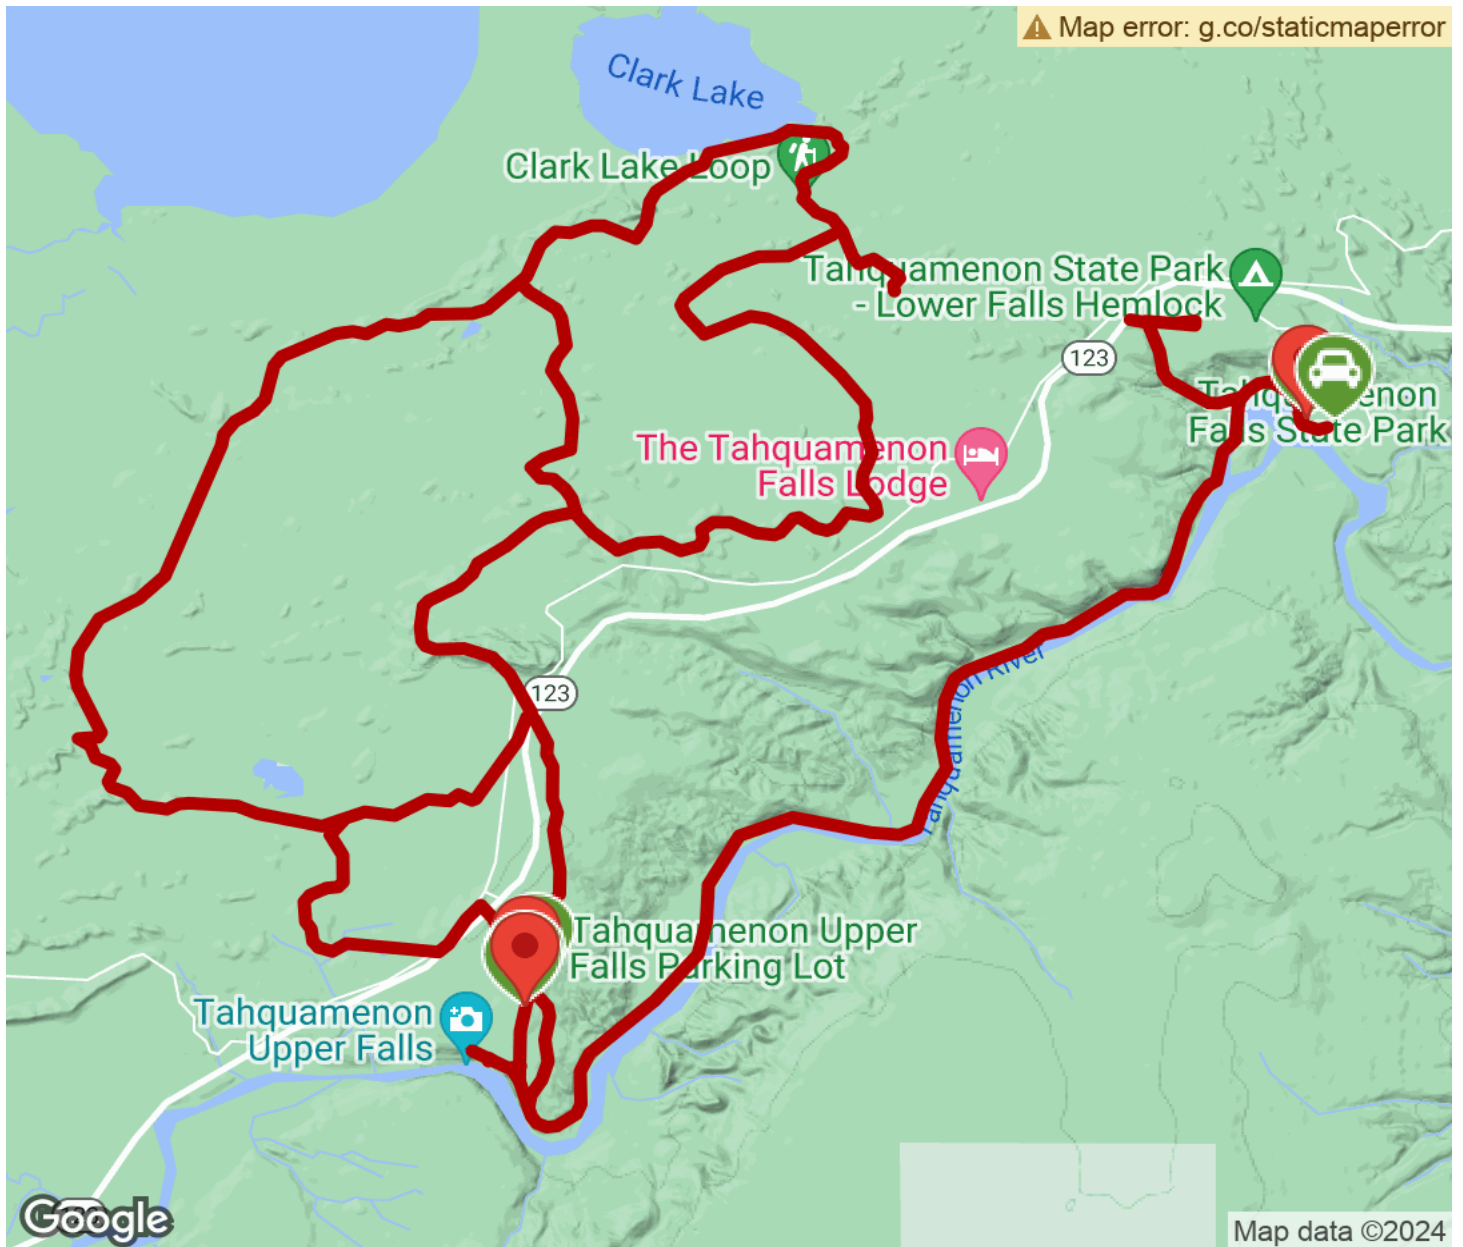 Map error: g.co/staticmaperror
Clark Lake
Clark Lake Loop
Tahquamenon State Park
- Lower Falls Hemlock
123
Tahquamenon
Falls State Park
The Tahquamenon
Falls Lodge
Tahquamenon River
123
Tahquamenon Upper
Falls Parking Lot
Tahquamenon
Upper Falls
Google
Map data ©2024